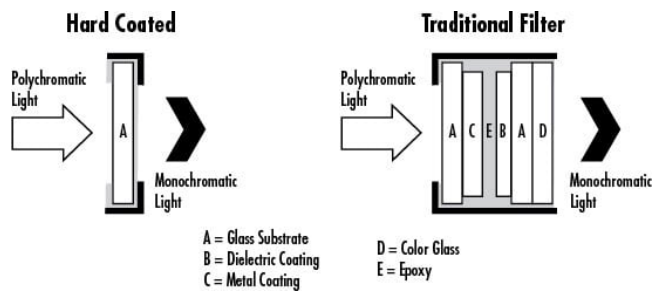 Hard Coated
Polychromatic
Light
A
Monochromatic
Light
Traditional Filter
Polychromatic
Light
A C E B A D
Monochromatic
Light
A = Glass Substrate
B = Dielectric Coating
C = Metal Coating
D = Color Glass
E = Epoxy